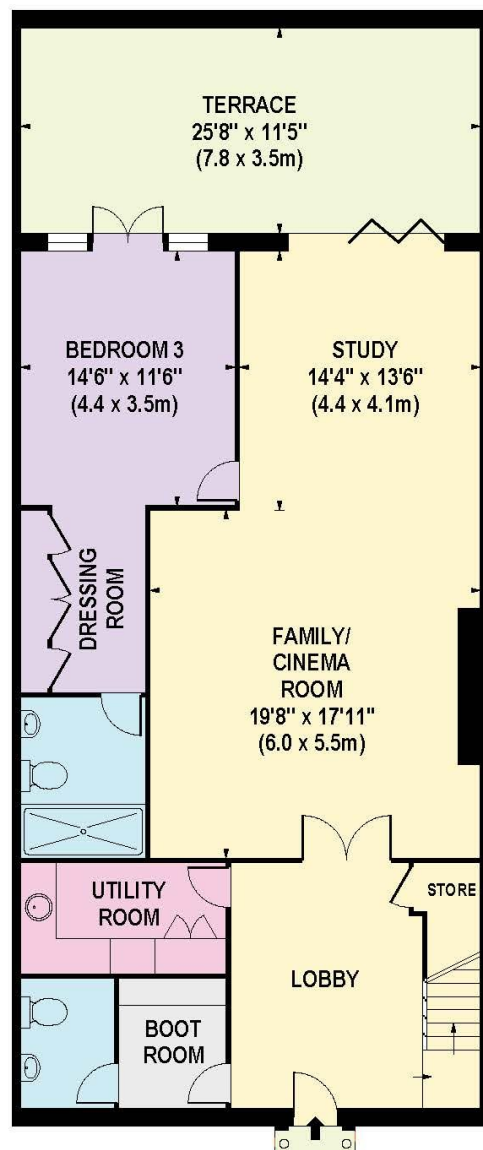 TERRACE
25'8" x 11'5"
(7.8 x 3.5m)
BEDROOM 3
14'6" x 11'6"
(4.4 x 3.5m)
STUDY
14'4" x 13'6"
(4.4 x 4.1m)
DRESSING
ROOM
FAMILY/
CINEMA
ROOM
19'8" x 17'11"
(6.0 x 5.5m)
UTILITY
ROOM
STORE
LOBBY
BOOT
ROOM